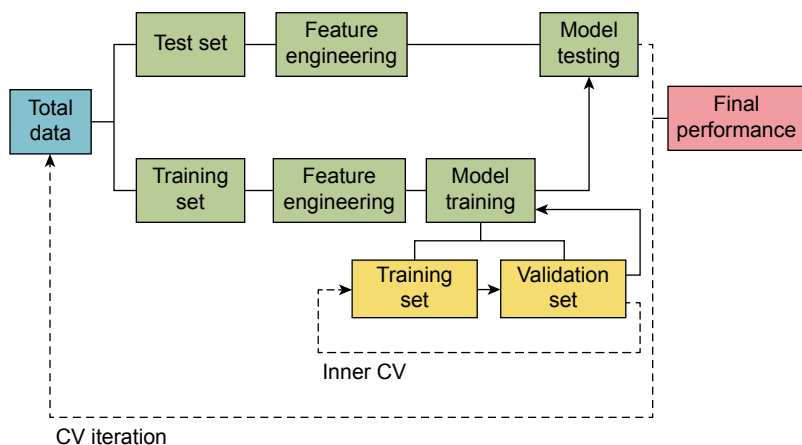 Test set
Feature
engineering
Model
testing
Total
data
Final
performance
Training
set
Feature
engineering
Model
training
Training
set
Validation
set
Inner CV
CV iteration